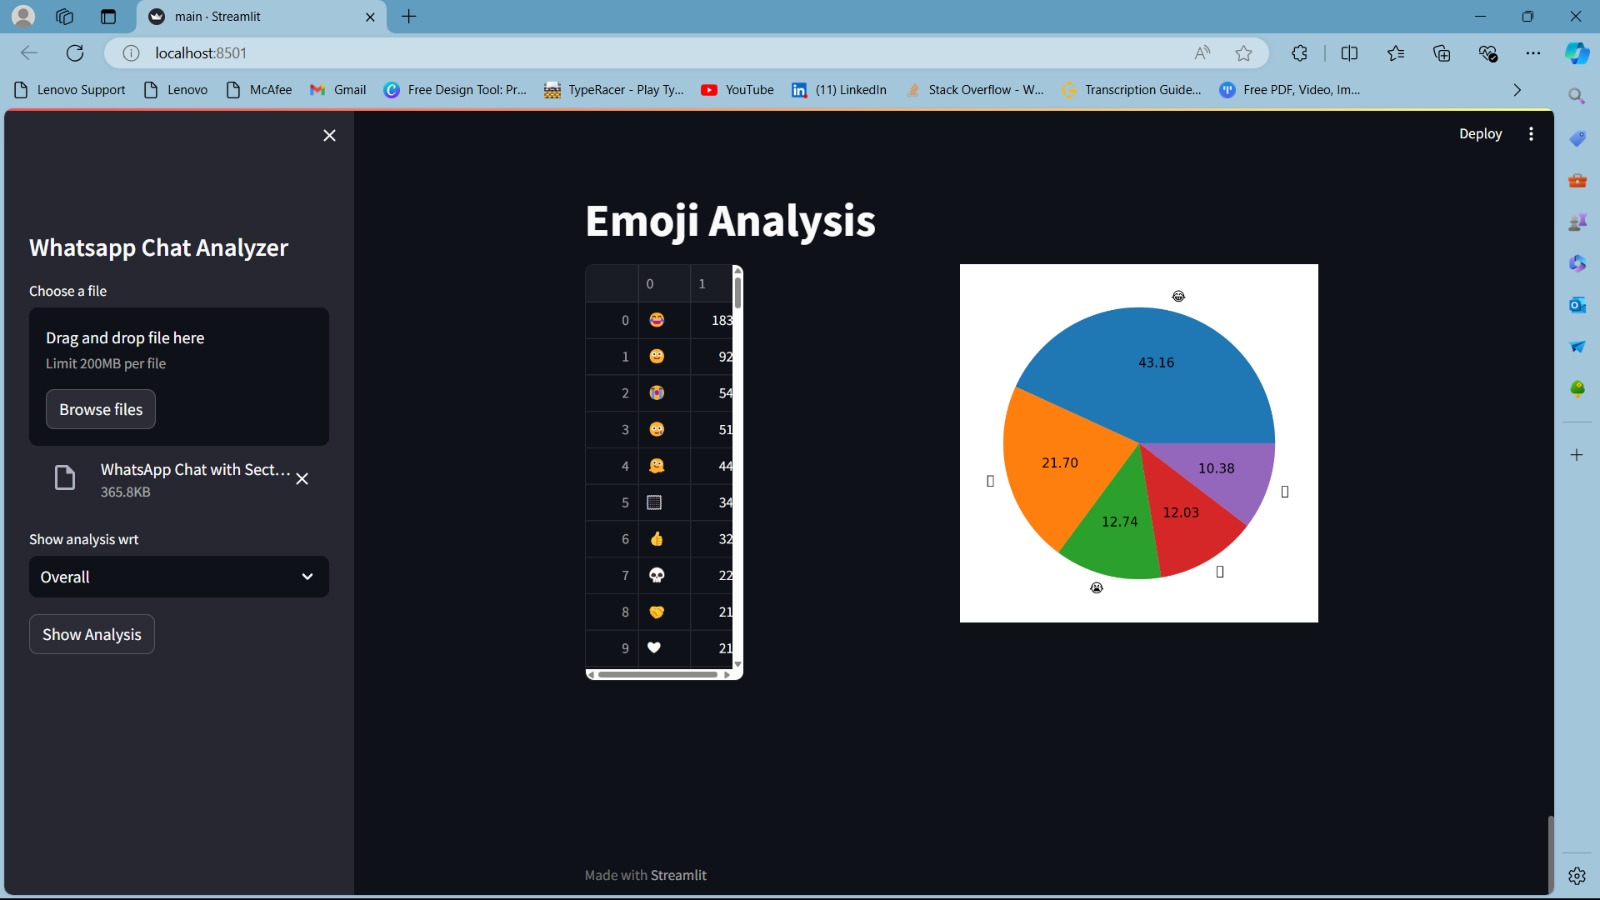 main · Streamlit
localhost:8501
Lenovo Support
Lenovo
McAfee
Gmail
Free Design Tool: Pr...
TypeRacer - Play Ty...
YouTube
(11) LinkedIn
Stack Overflow - W...
Transcription Guide...
Free PDF, Video, Im...
Deploy
Whatsapp Chat Analyzer
Choose a file
Drag and drop file here
Limit 200MB per file
Browse files
WhatsApp Chat with Sect...
365.8KB
Show analysis wrt
Overall
Show Analysis
Emoji Analysis
0 1
0 183
1 92
2 54
3 51
4 44
5 34
6 32
7 22
8 21
9 21
43.16
21.70
12.74
12.03
10.38
Made with Streamlit